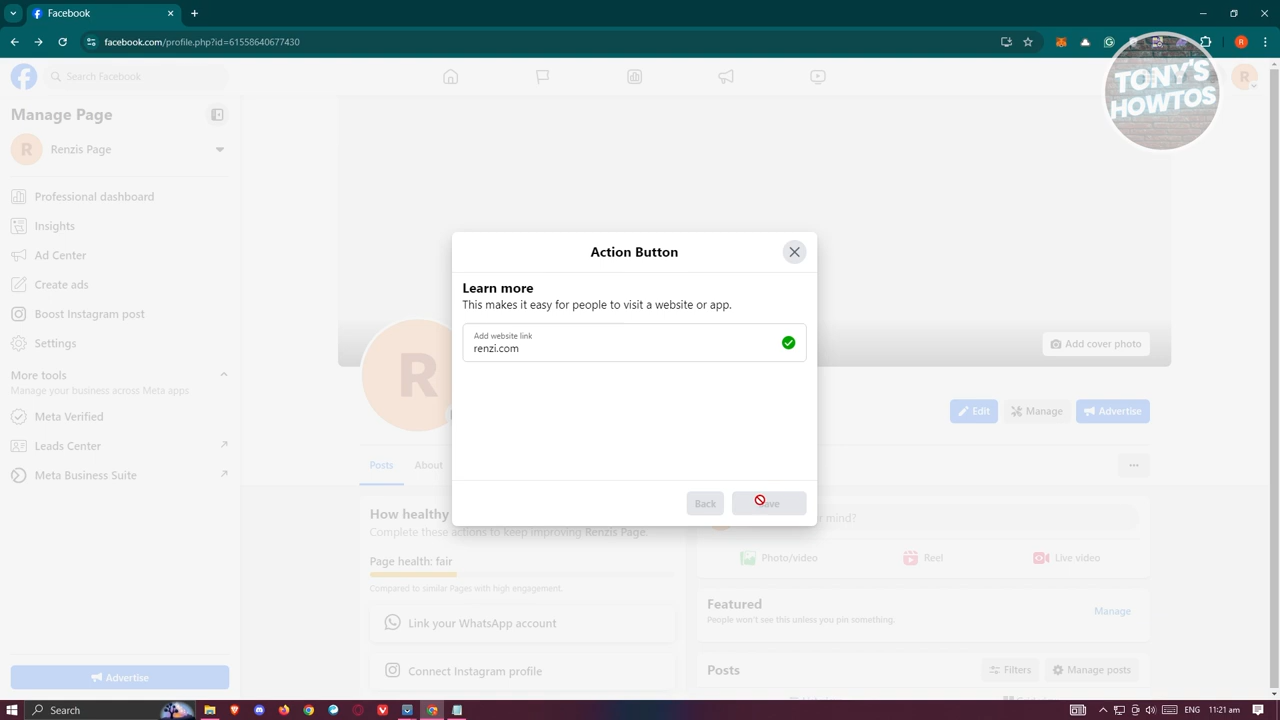 Facebook
facebook.com/profile.php?id=61558640677430
R
TONY'S
HOWTOS
Search Facebook
R
Manage Page
R
Renzis Page
Professional dashboard
Insights
Ad Center
Create ads
Boost Instagram post
Settings
More tools
Manage your business across Meta apps
Meta Verified
Leads Center
Meta Business Suite
Advertise
R
Add cover photo
Edit
Manage
Advertise
Posts
About
Action Button
Learn more
This makes it easy for people to visit a website or app.
Add website link
renzi.com
Back
Save
How healthy
Complete these actions to keep improving Renzis Page.
Page health: fair
Compared to similar Pages with high engagement.
Link your WhatsApp account
Connect Instagram profile
mind?
Photo/video
Reel
Live video
Featured
People won't see this unless you pin something.
Manage
Posts
Filters
Manage posts
Search
ENG
11:21 am